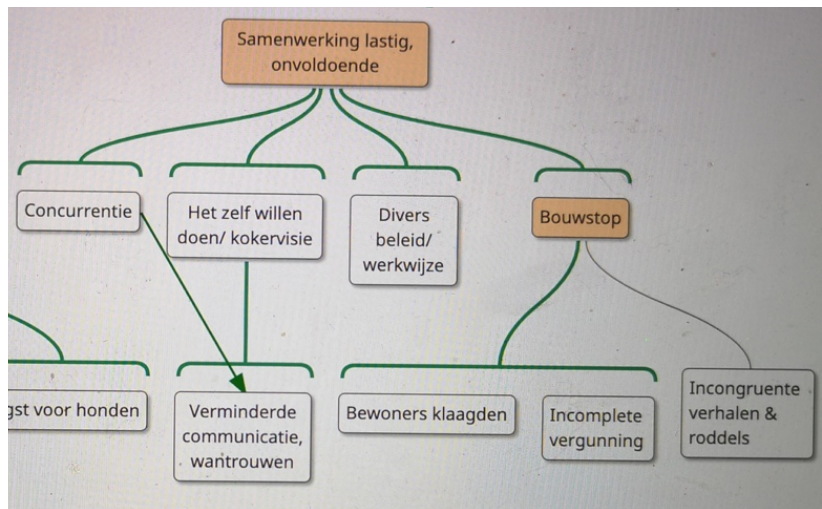 Samenwerking lastig,
onvoldoende
Concurrentie
Het zelf willen
doen/ kokervisie
Divers
beleid/
werkwijze
Bouwstop
gst voor honden
Verminderde
communicatie,
wantrouwen
Bewoners klaagden
Incomplete
vergunning
Incongruente
verhalen &
roddels